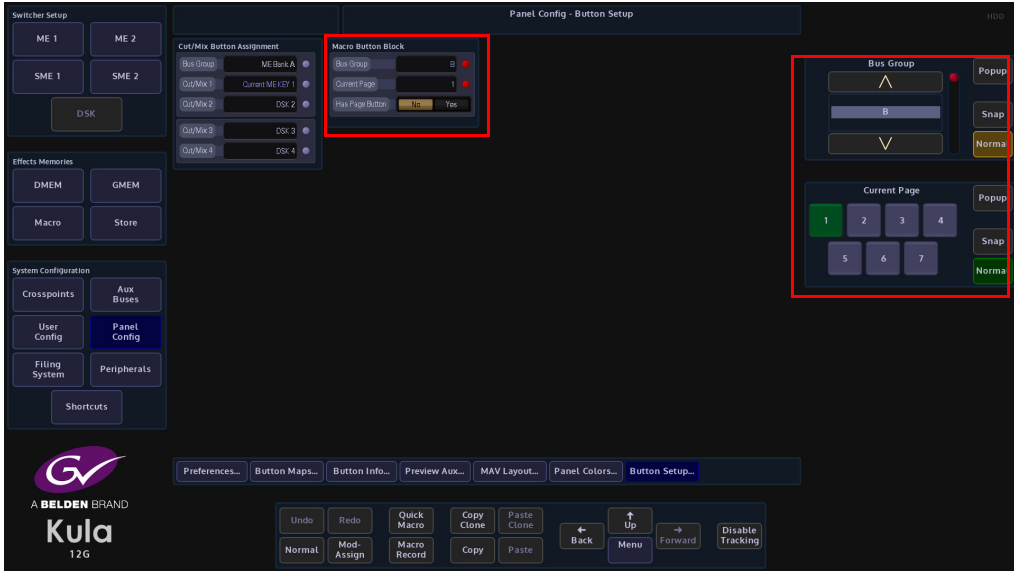 Switcher Setup
ME 1
ME 2
SME 1
SME 2
DSK
Effects Memories
DMEM
GMEM
Macro
Store
System Configuration
Crosspoints
Aux
Buses
User
Config
Panel
Config
Filing
System
Peripherals
Shortcuts
GV
A BELDEN BRAND
Kula
12G
Panel Config - Button Setup
HDD
Cut/Mix Button Assignment
Bus Group
ME Bank A
Cut/Mix 1
Current ME KEY 1
Cut/Mix 2
DSK 2
Cut/Mix 3
DSK 3
Cut/Mix 4
DSK 4
Macro Button Block
Bus Group
B
Current Page
1
Has Page Button
No
Yes
Bus Group
B
Popup
Snap
Normal
Current Page
1
2
3
4
5
6
7
Popup
Snap
Normal
Preferences...
Button Maps...
Button Info...
Preview Aux...
MAV Layout...
Panel Colors...
Button Setup...
Undo
Redo
Quick
Macro
Copy
Clone
Paste
Clone
Normal
Mod-
Assign
Macro
Record
Copy
Paste
Back
Up
Menu
Forward
Disable
Tracking